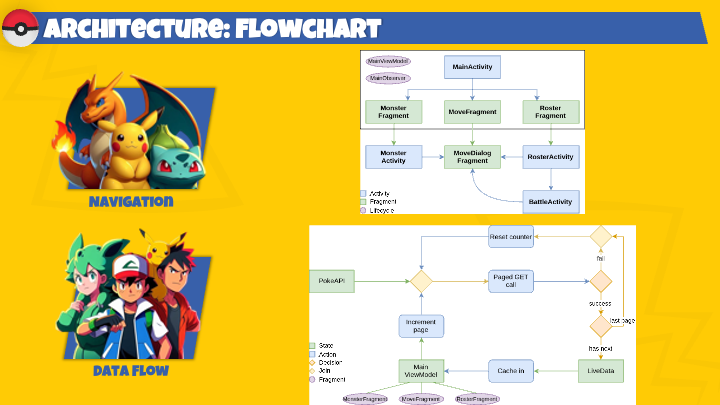 ARCHITECTURE: FLOWCHART
MainViewModel
MainObserver
MainActivity
Monster
Fragment
MoveFragment
Roster
Fragment
Monster
Activity
MoveDialog
Fragment
RosterActivity
BattleActivity
Activity
Fragment
Lifecycle
NAVIGATION
Reset counter
fail
PokeAPI
Paged GET
call
success
last page
Increment
page
has next
Main
ViewModel
Cache in
LiveData
State
Action
Decision
Join
Fragment
MonsterFragment
MoveFragment
RosterFragment
DATA FLOW